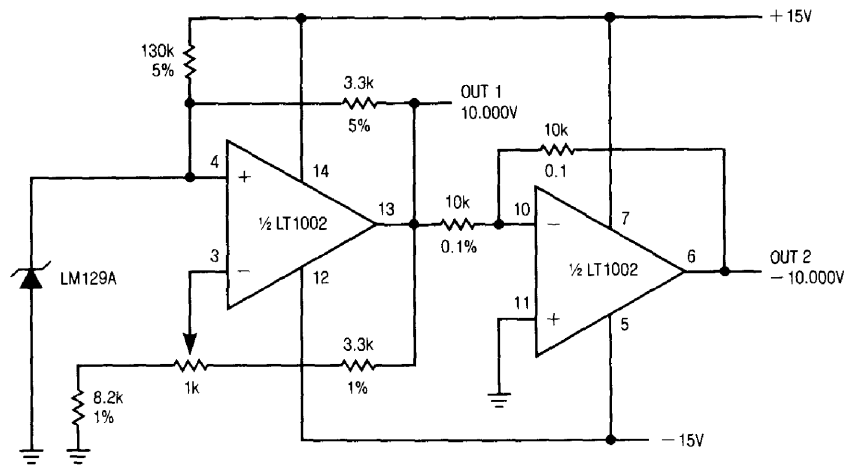 +15V
130k
5%
3.3k
5%
OUT 1
10.000V
10k
0.1
4
+
14
½ LT1002
13
10k
0.1%
10
−
7
½ LT1002
6
OUT 2
−10.000V
3
−
12
11
+
5
LM129A
3.3k
1%
1k
8.2k
1%
−15V